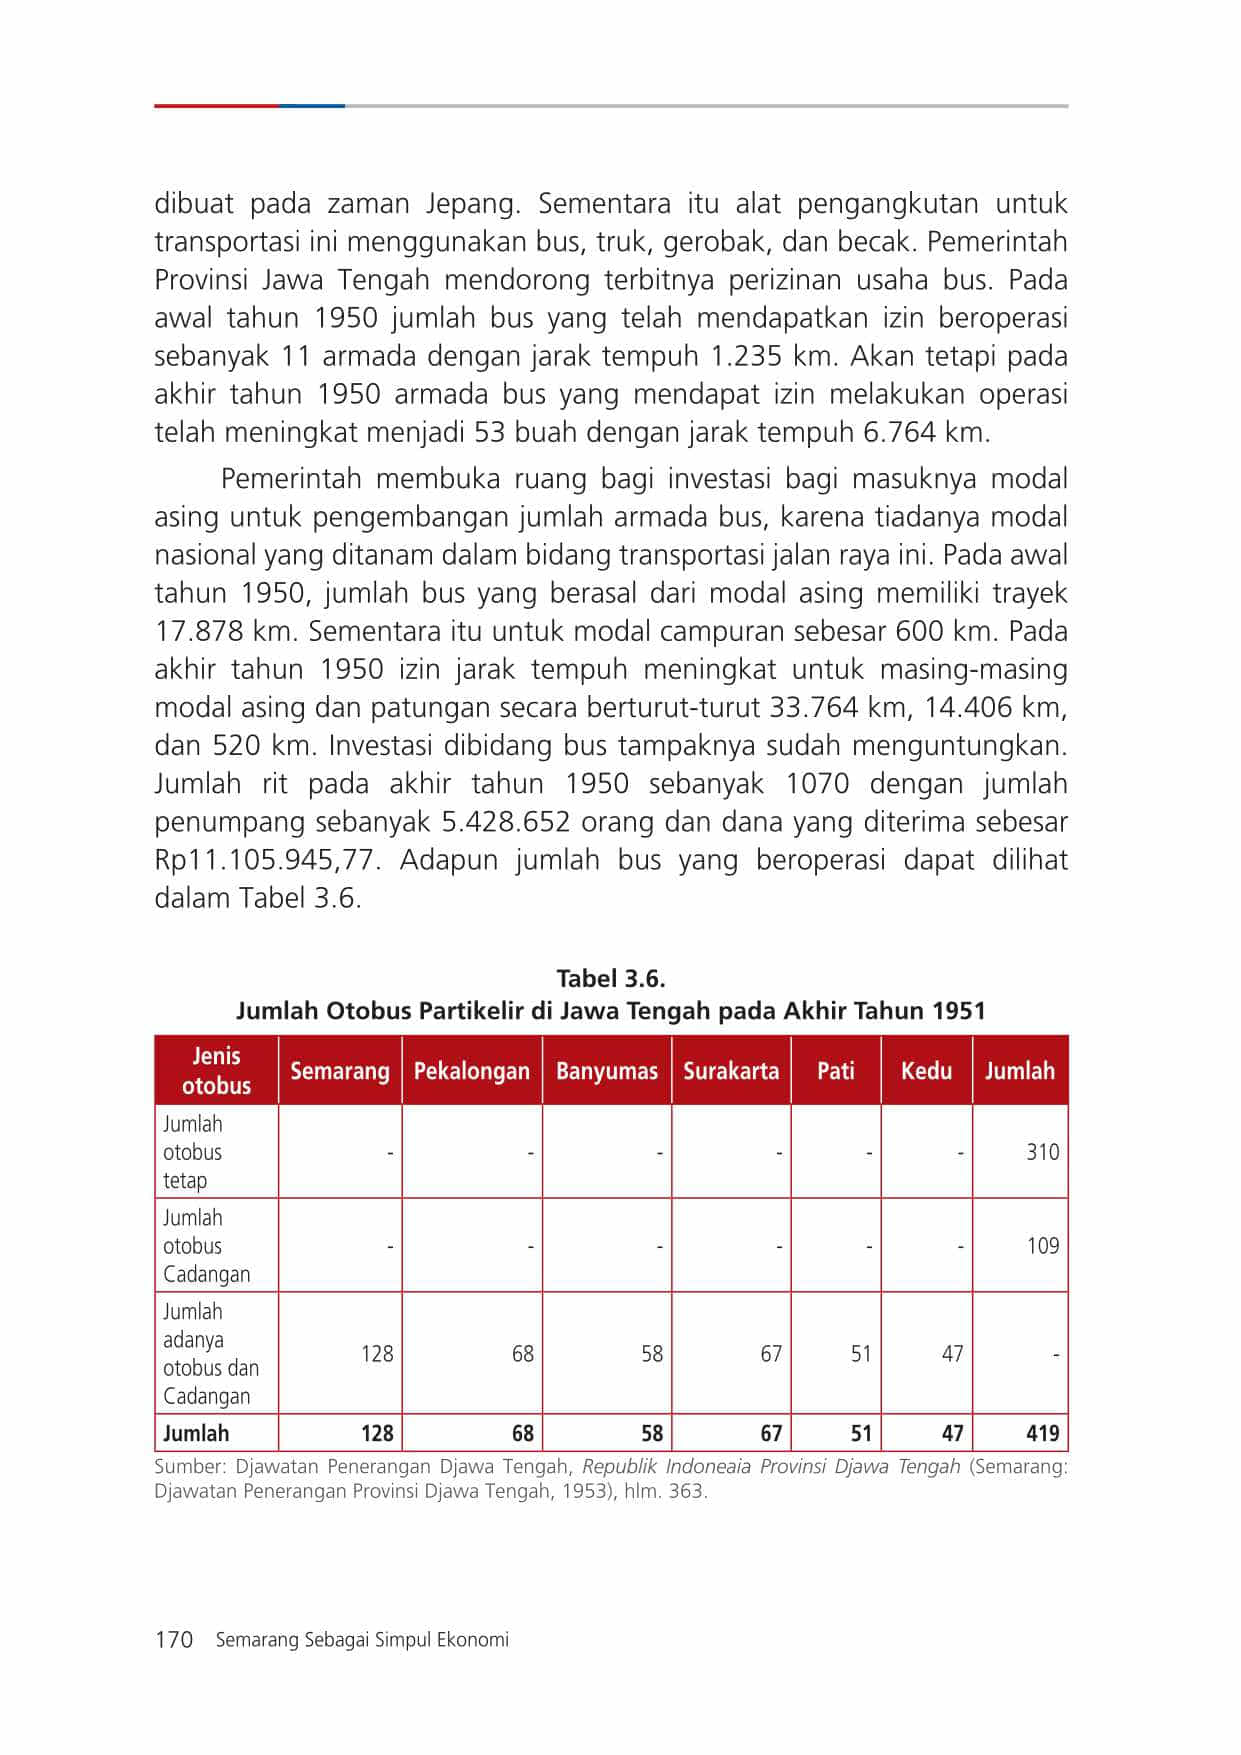 dibuat pada zaman Jepang. Sementara itu alat pengangkutan untuk
transportasi ini menggunakan bus, truk, gerobak, dan becak. Pemerintah
Provinsi Jawa Tengah mendorong terbitnya perizinan usaha bus. Pada
awal tahun 1950 jumlah bus yang telah mendapatkan izin beroperasi
sebanyak 11 armada dengan jarak tempuh 1.235 km. Akan tetapi pada
akhir tahun 1950 armada bus yang mendapat izin melakukan operasi
telah meningkat menjadi 53 buah dengan jarak tempuh 6.764 km.
Pemerintah membuka ruang bagi investasi bagi masuknya modal
asing untuk pengembangan jumlah armada bus, karena tiadanya modal
nasional yang ditanam dalam bidang transportasi jalan raya ini. Pada awal
tahun 1950, jumlah bus yang berasal dari modal asing memiliki trayek
17.878 km. Sementara itu untuk modal campuran sebesar 600 km. Pada
akhir tahun 1950 izin jarak tempuh meningkat untuk masing-masing
modal asing dan patungan secara berturut-turut 33.764 km, 14.406 km,
dan 520 km. Investasi dibidang bus tampaknya sudah menguntungkan.
Jumlah rit pada akhir tahun 1950 sebanyak 1070 dengan jumlah
penumpang sebanyak 5.428.652 orang dan dana yang diterima sebesar
Rp11.105.945,77. Adapun jumlah bus yang beroperasi dapat dilihat
dalam Tabel 3.6.
Tabel 3.6.
Jumlah Otobus Partikelir di Jawa Tengah pada Akhir Tahun 1951
Jenis
otobus
Semarang Pekalongan Banyumas Surakarta Pati Kedu Jumlah
Jumlah
otobus
tetap
- - - - - - 310
Jumlah
otobus
Cadangan
- - - - - - 109
Jumlah
adanya
otobus dan
Cadangan
128 68 58 67 51 47 -
Jumlah 128 68 58 67 51 47 419
Sumber: Djawatan Penerangan Djawa Tengah, Republik Indoneaia Provinsi Djawa Tengah (Semarang:
Djawatan Penerangan Provinsi Djawa Tengah, 1953), hlm. 363.
170 Semarang Sebagai Simpul Ekonomi